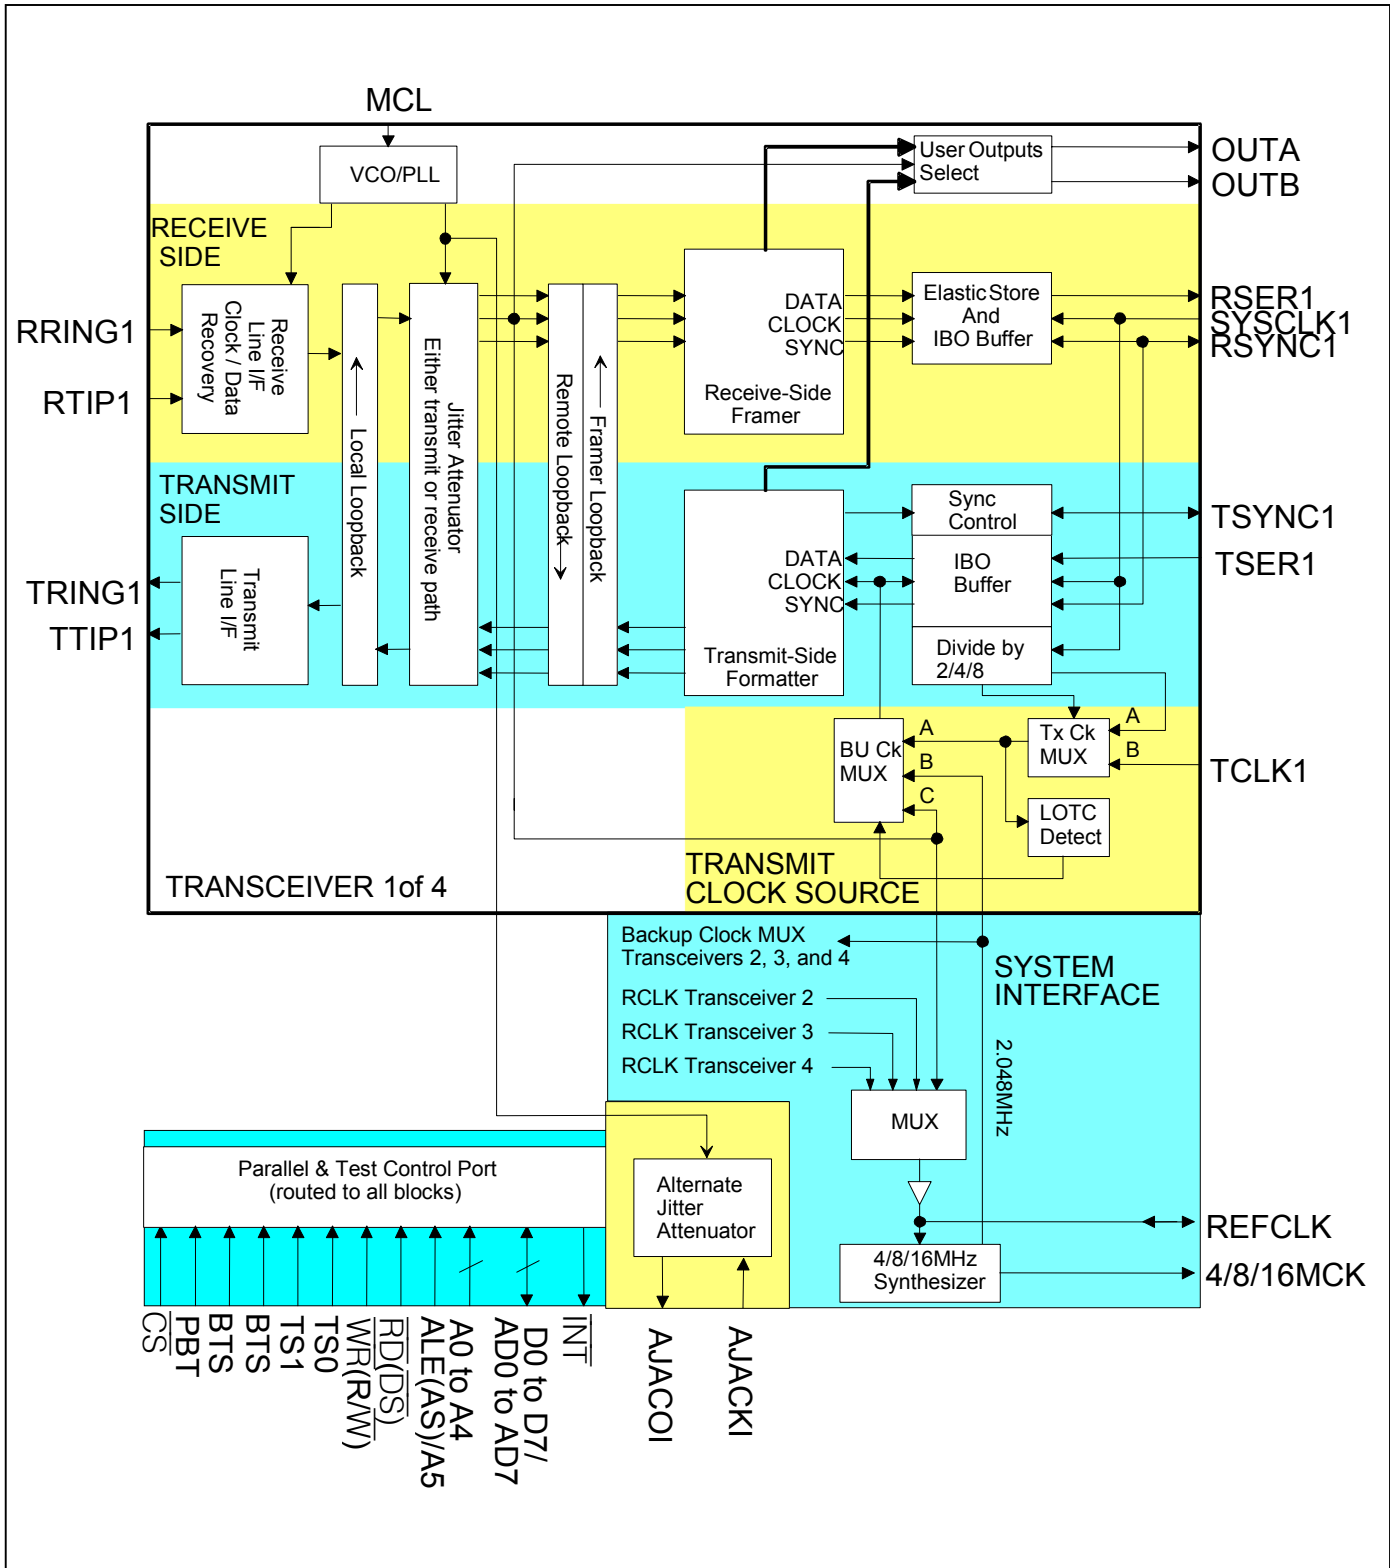 MCL
VCO/PLL
User Outputs
Select
OUTA
OUTB
RECEIVE
SIDE
RRING1
RTIP1
Receive
Line I/F
Clock / Data
Recovery
Local Loopback
Jitter Attenuator
Either transmit or receive path
Remote Loopback
Framer Loopback
DATA
CLOCK
SYNC
Receive-Side
Framer
Elastic Store
And
IBO Buffer
RSER1
SYSCLK1
RSYNC1
TRANSMIT
SIDE
TRING1
TTIP1
Transmit
Line I/F
DATA
CLOCK
SYNC
Transmit-Side
Formatter
Sync
Control
IBO
Buffer
Divide by
2/4/8
TSYNC1
TSER1
BU Ck
MUX
A
B
C
Tx Ck
MUX
A
B
TCLK1
LOTC
Detect
TRANSMIT
CLOCK SOURCE
TRANSCEIVER 1of 4
Backup Clock MUX
Transceivers 2, 3, and 4
SYSTEM
INTERFACE
RCLK Transceiver 2
RCLK Transceiver 3
RCLK Transceiver 4
2.048MHz
MUX
Parallel & Test Control Port
(routed to all blocks)
Alternate
Jitter
Attenuator
4/8/16MHz
Synthesizer
REFCLK
4/8/16MCK
CS
PBT
BTS
BTS
TS1
TS0
WR(R/W)
RD(DS)
ALE(AS)/A5
A0 to A4
AD0 to AD7
D0 to D7/
INT
AJACOI
AJACKI